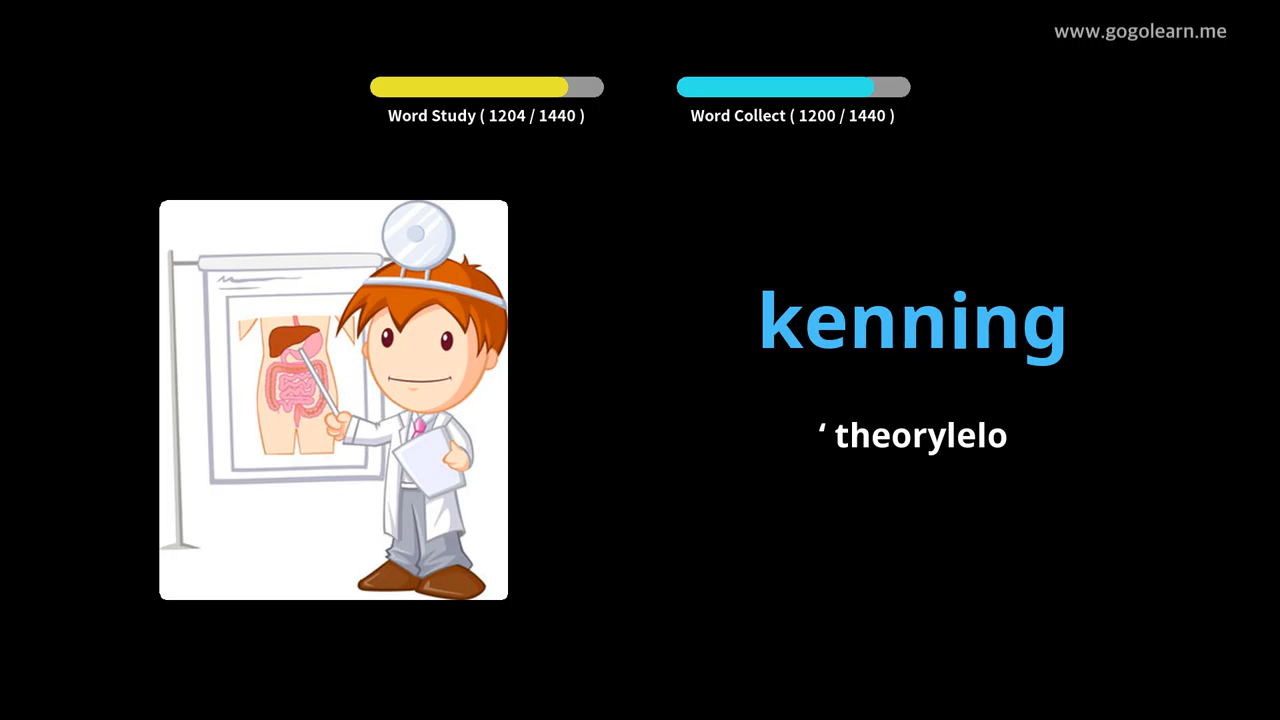 www.gogolearn.me
Word Study ( 1204 / 1440 )
Word Collect ( 1200 / 1440 )
kenning
‘ theorylelo